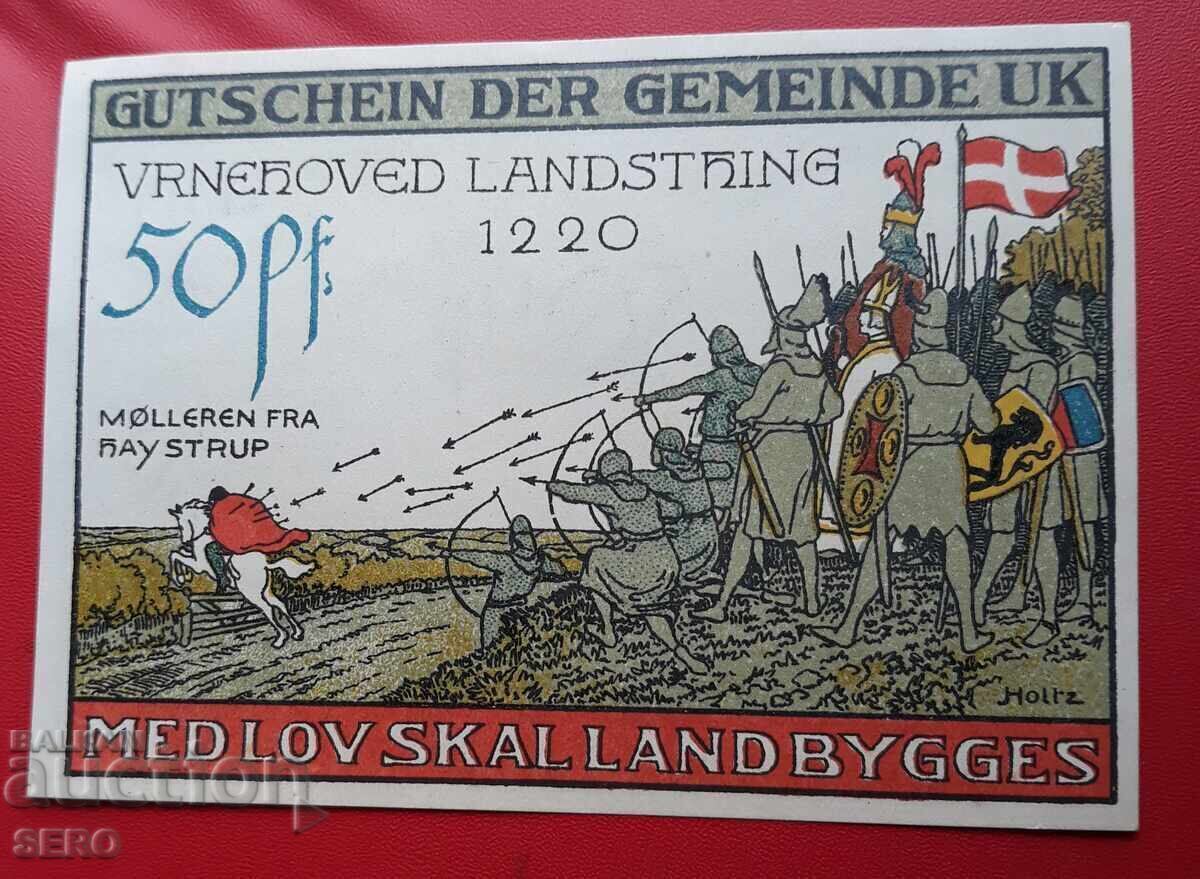 GUTSCHEIN DER GEMEINDE UK
VRNEHOVED LANDSTHING
1220
50 Pf.
MØLLEREN FRA
HAYSTRUP
Holtz
MED LOV SKAL LAND BYGGES
BALKAN
auction
SERO